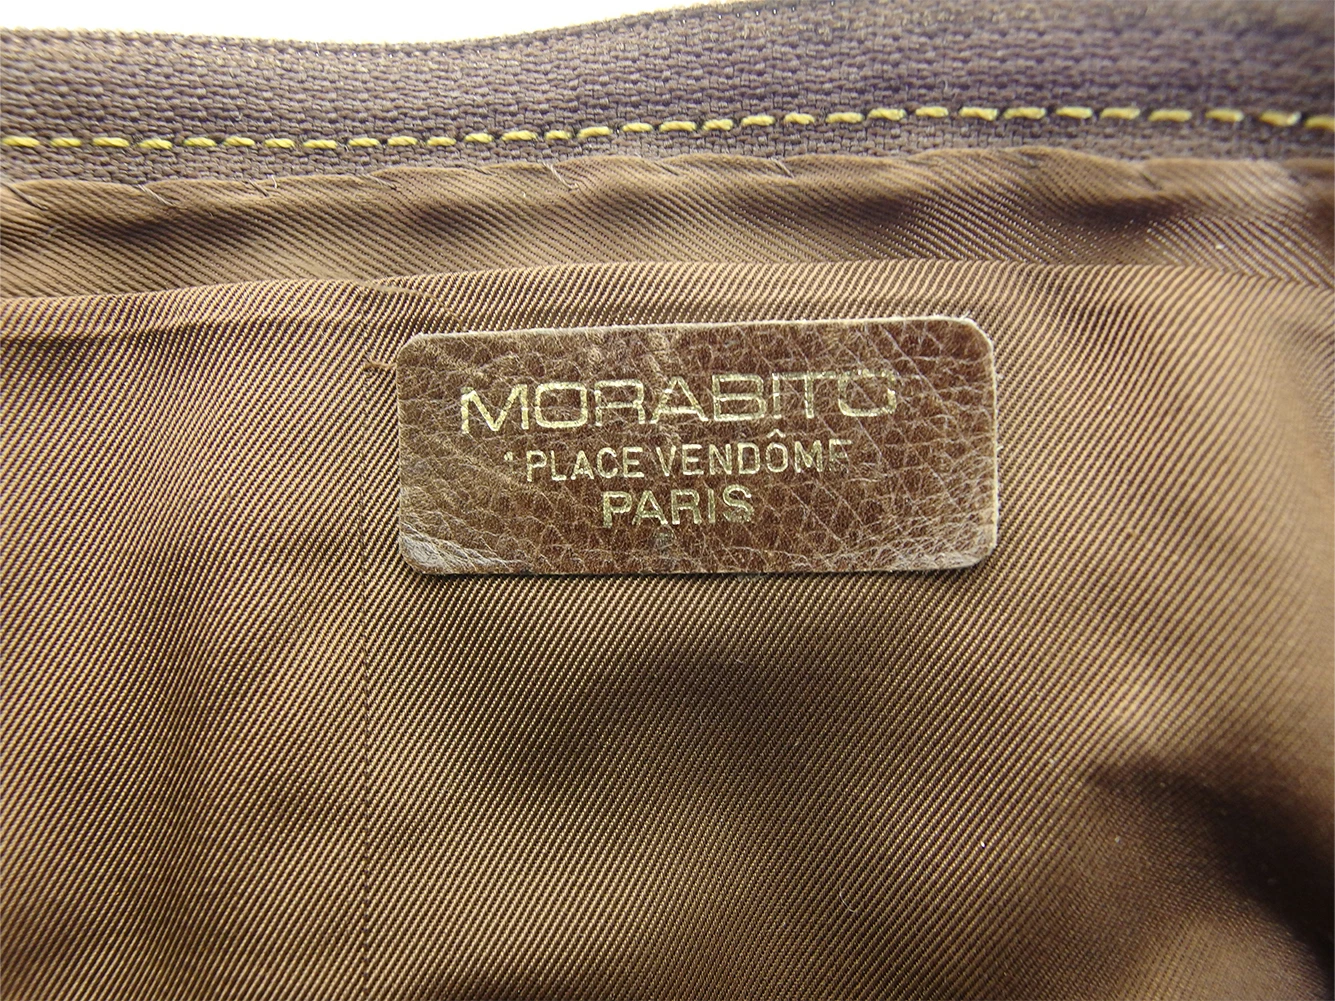 MORABITO
1 PLACE VENDÔME
PARIS